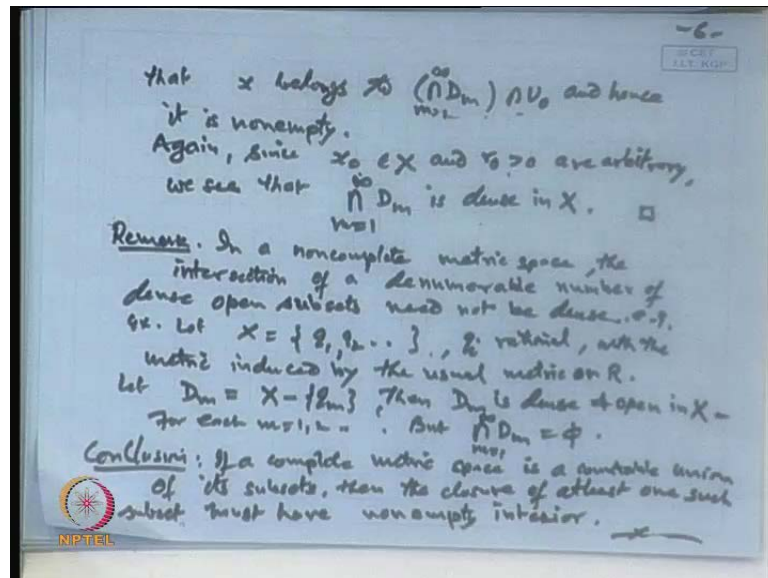 -6-
© CET
I.I.T. KGP
that x belongs to (∩_{m=1}^∞ D_m) ∩ U_0 and hence
it is nonempty.
Again, since x_0 ∈ X and r_0 > 0 are arbitrary,
we see that ∩_{m=1}^∞ D_m is dense in X. □
Remark. In a noncomplete metric space, the
intersection of a denumerable number of
dense open subsets need not be dense. e.g.
Ex. Let X = { q_1, q_2 .. }, q_i rational, with the
metric induced by the usual metric on R.
Let D_m = X - {q_m}, Then D_m is dense & open in X -
For each m=1,2.. . But ∩_{m=1}^∞ D_m = φ.
Conclusion: If a complete metric space is a countable union
of its subsets, then the closure of atleast one such
subset must have nonempty interior.
NPTEL